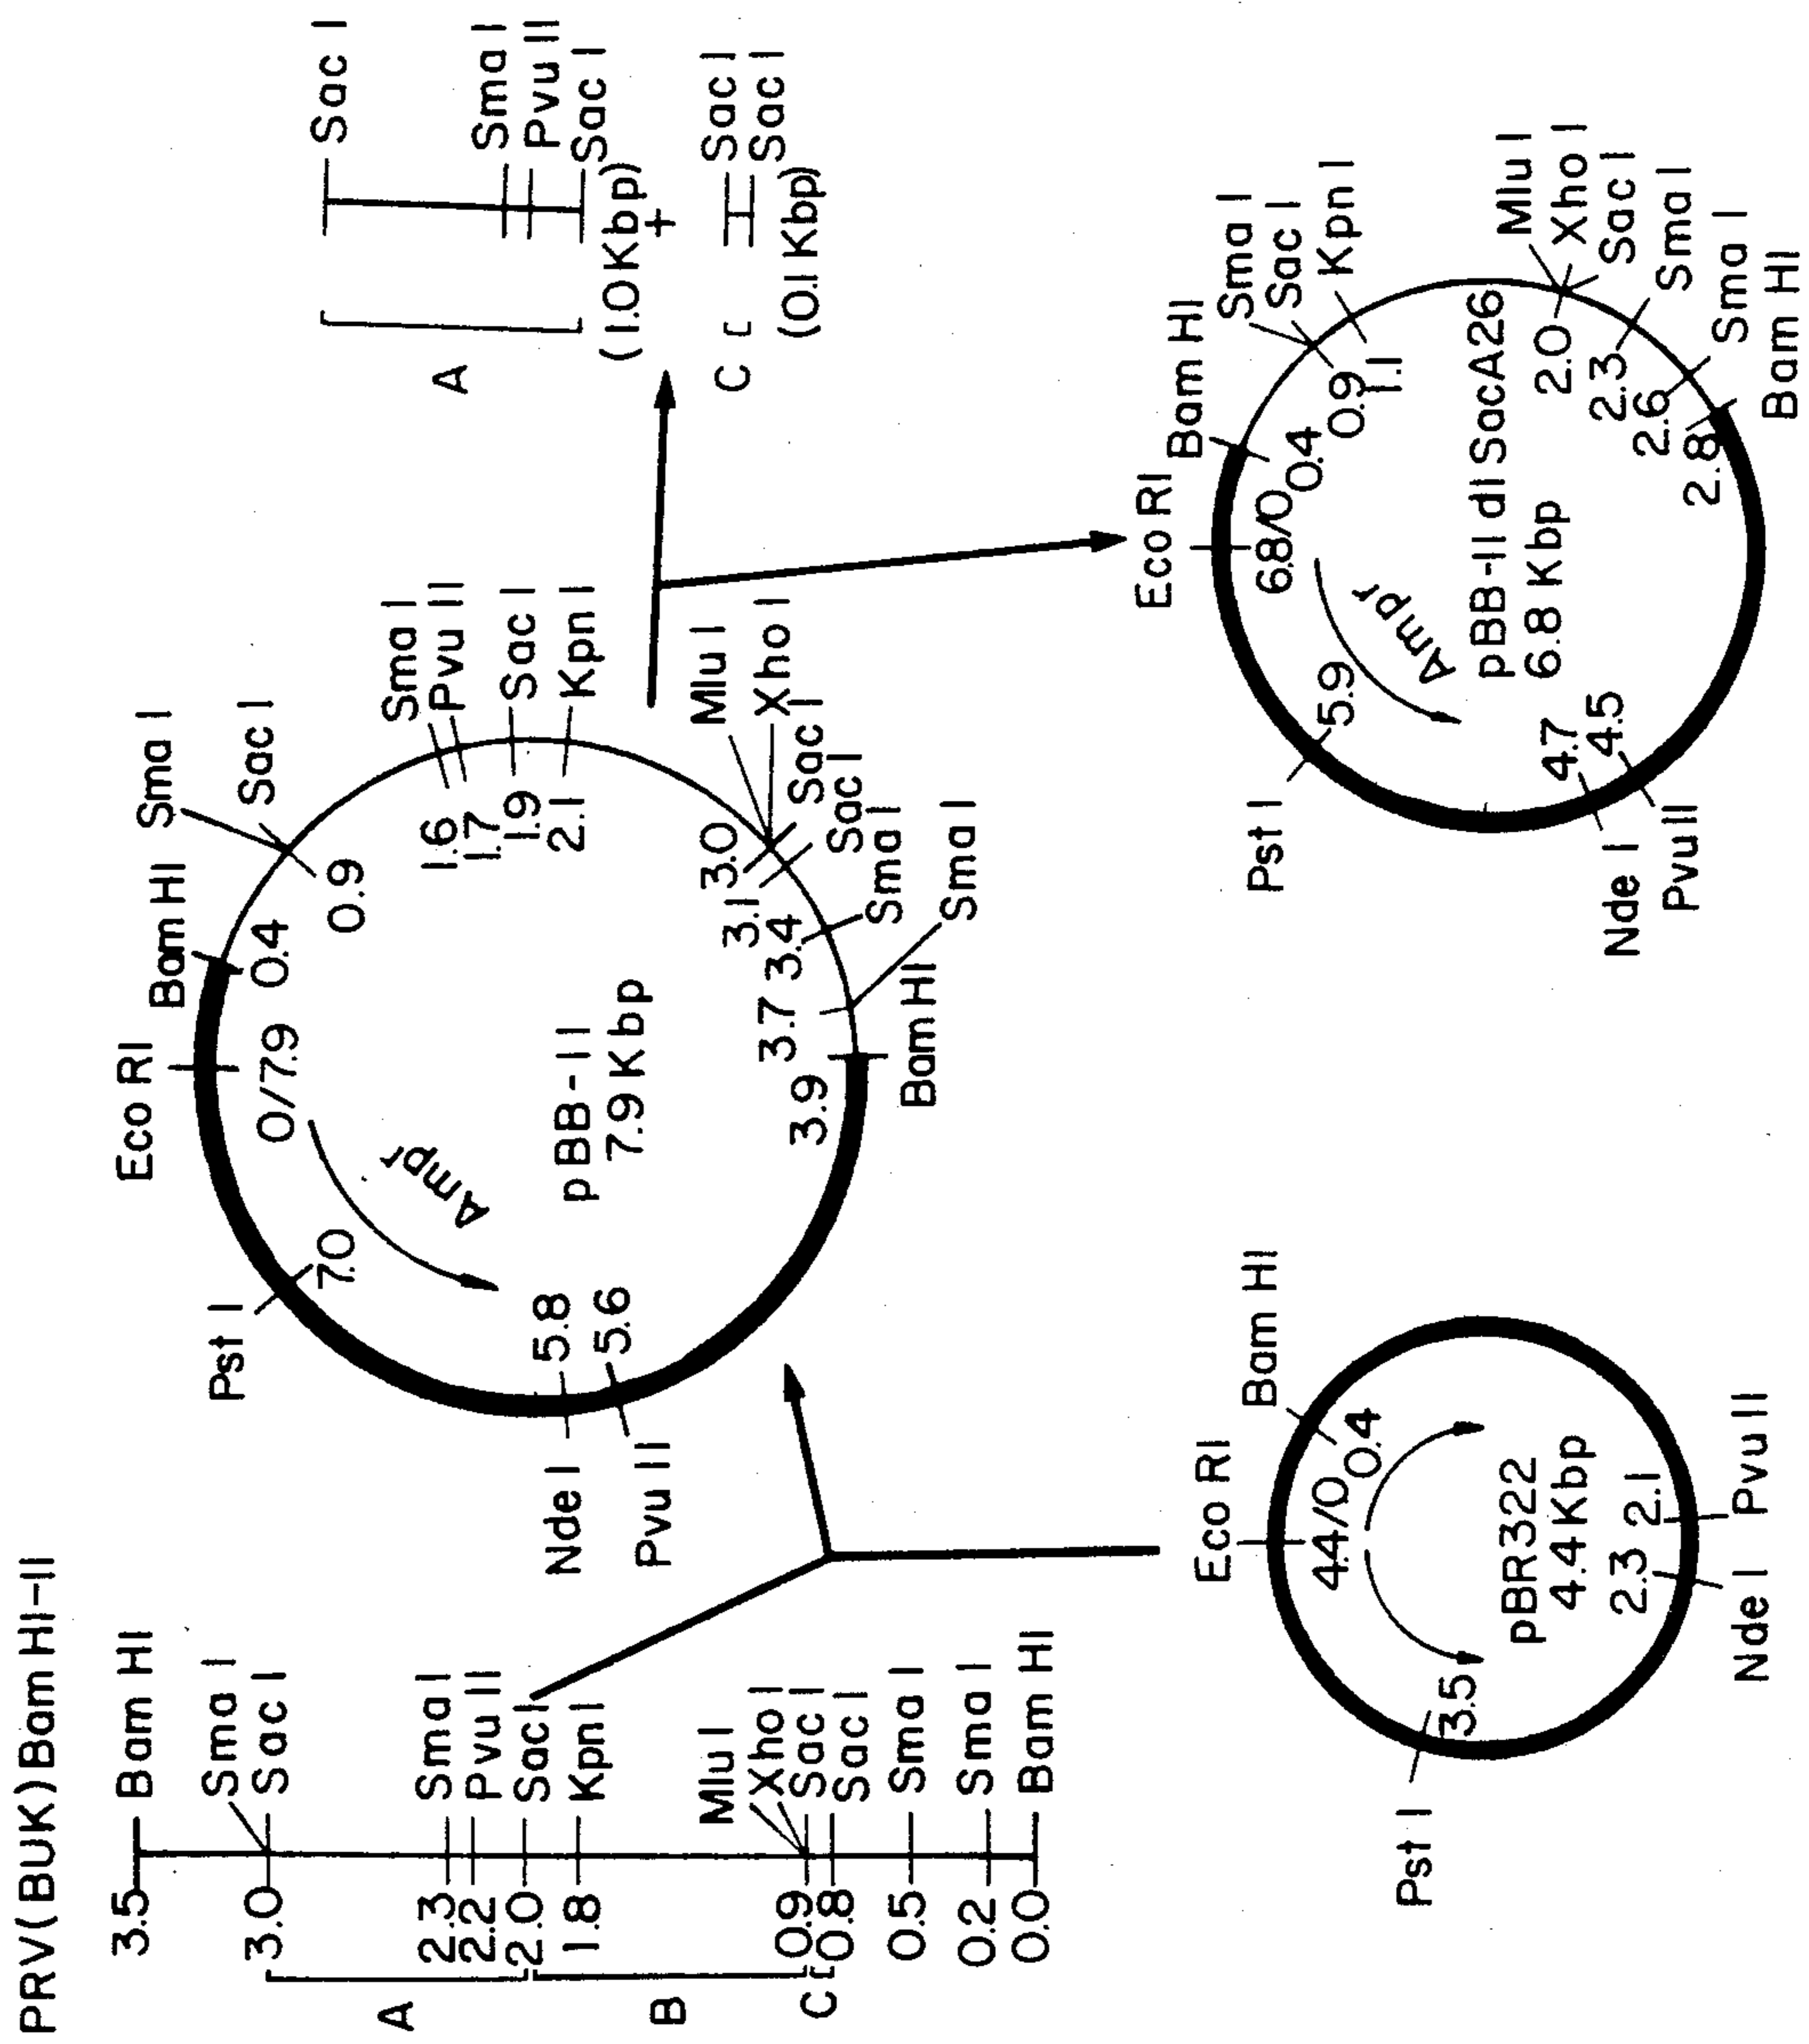 PRV(BUK)BamHI-II
3.5 Bam HI
Sma I
3.0 Sac I
2.3 Sma I
2.2 Pvu II
2.0 Sac I
1.8 Kpn I
Mlu I
Xho I
0.9 Sac I
0.8 Sac I
0.5 Sma I
0.2 Sma I
0.0 Bam HI
A
B
C
Eco RI
4.4/0
Bam HI
0.4
pBR322
4.4 Kbp
2.1
Pvu II
2.3
Nde I
3.5
Pst I
Eco RI
0/7.9
Bam HI
0.4
Sma I
Sac I
0.9
Sma I
1.6
Pvu II
1.7
Sac I
1.9
Kpn I
2.1
Mlu I
Xho I
Sac I
3.0
Sac I
3.1
Sma I
3.4
Sma I
3.7
Bam HI
3.9
pBB-II
7.9 Kbp
Ampr
Pst I
7.0
Nde I
5.8
Pvu II
5.6
A
Sac I
Sma I
Pvu II
Sac I
(1.0 Kbp)
+
C
Sac I
Sac I
(0.1 Kbp)
Eco RI
6.8/0
Bam HI
0.4
Sma I
Sac I
0.9
Kpn I
1.1
Mlu I
Xho I
Sac I
2.0
Sma I
2.3
Sma I
2.6
Bam HI
2.8
pBB-II dl SacA26
6.8 Kbp
Ampr
Pst I
5.9
Nde I
4.7
Pvu II
4.5